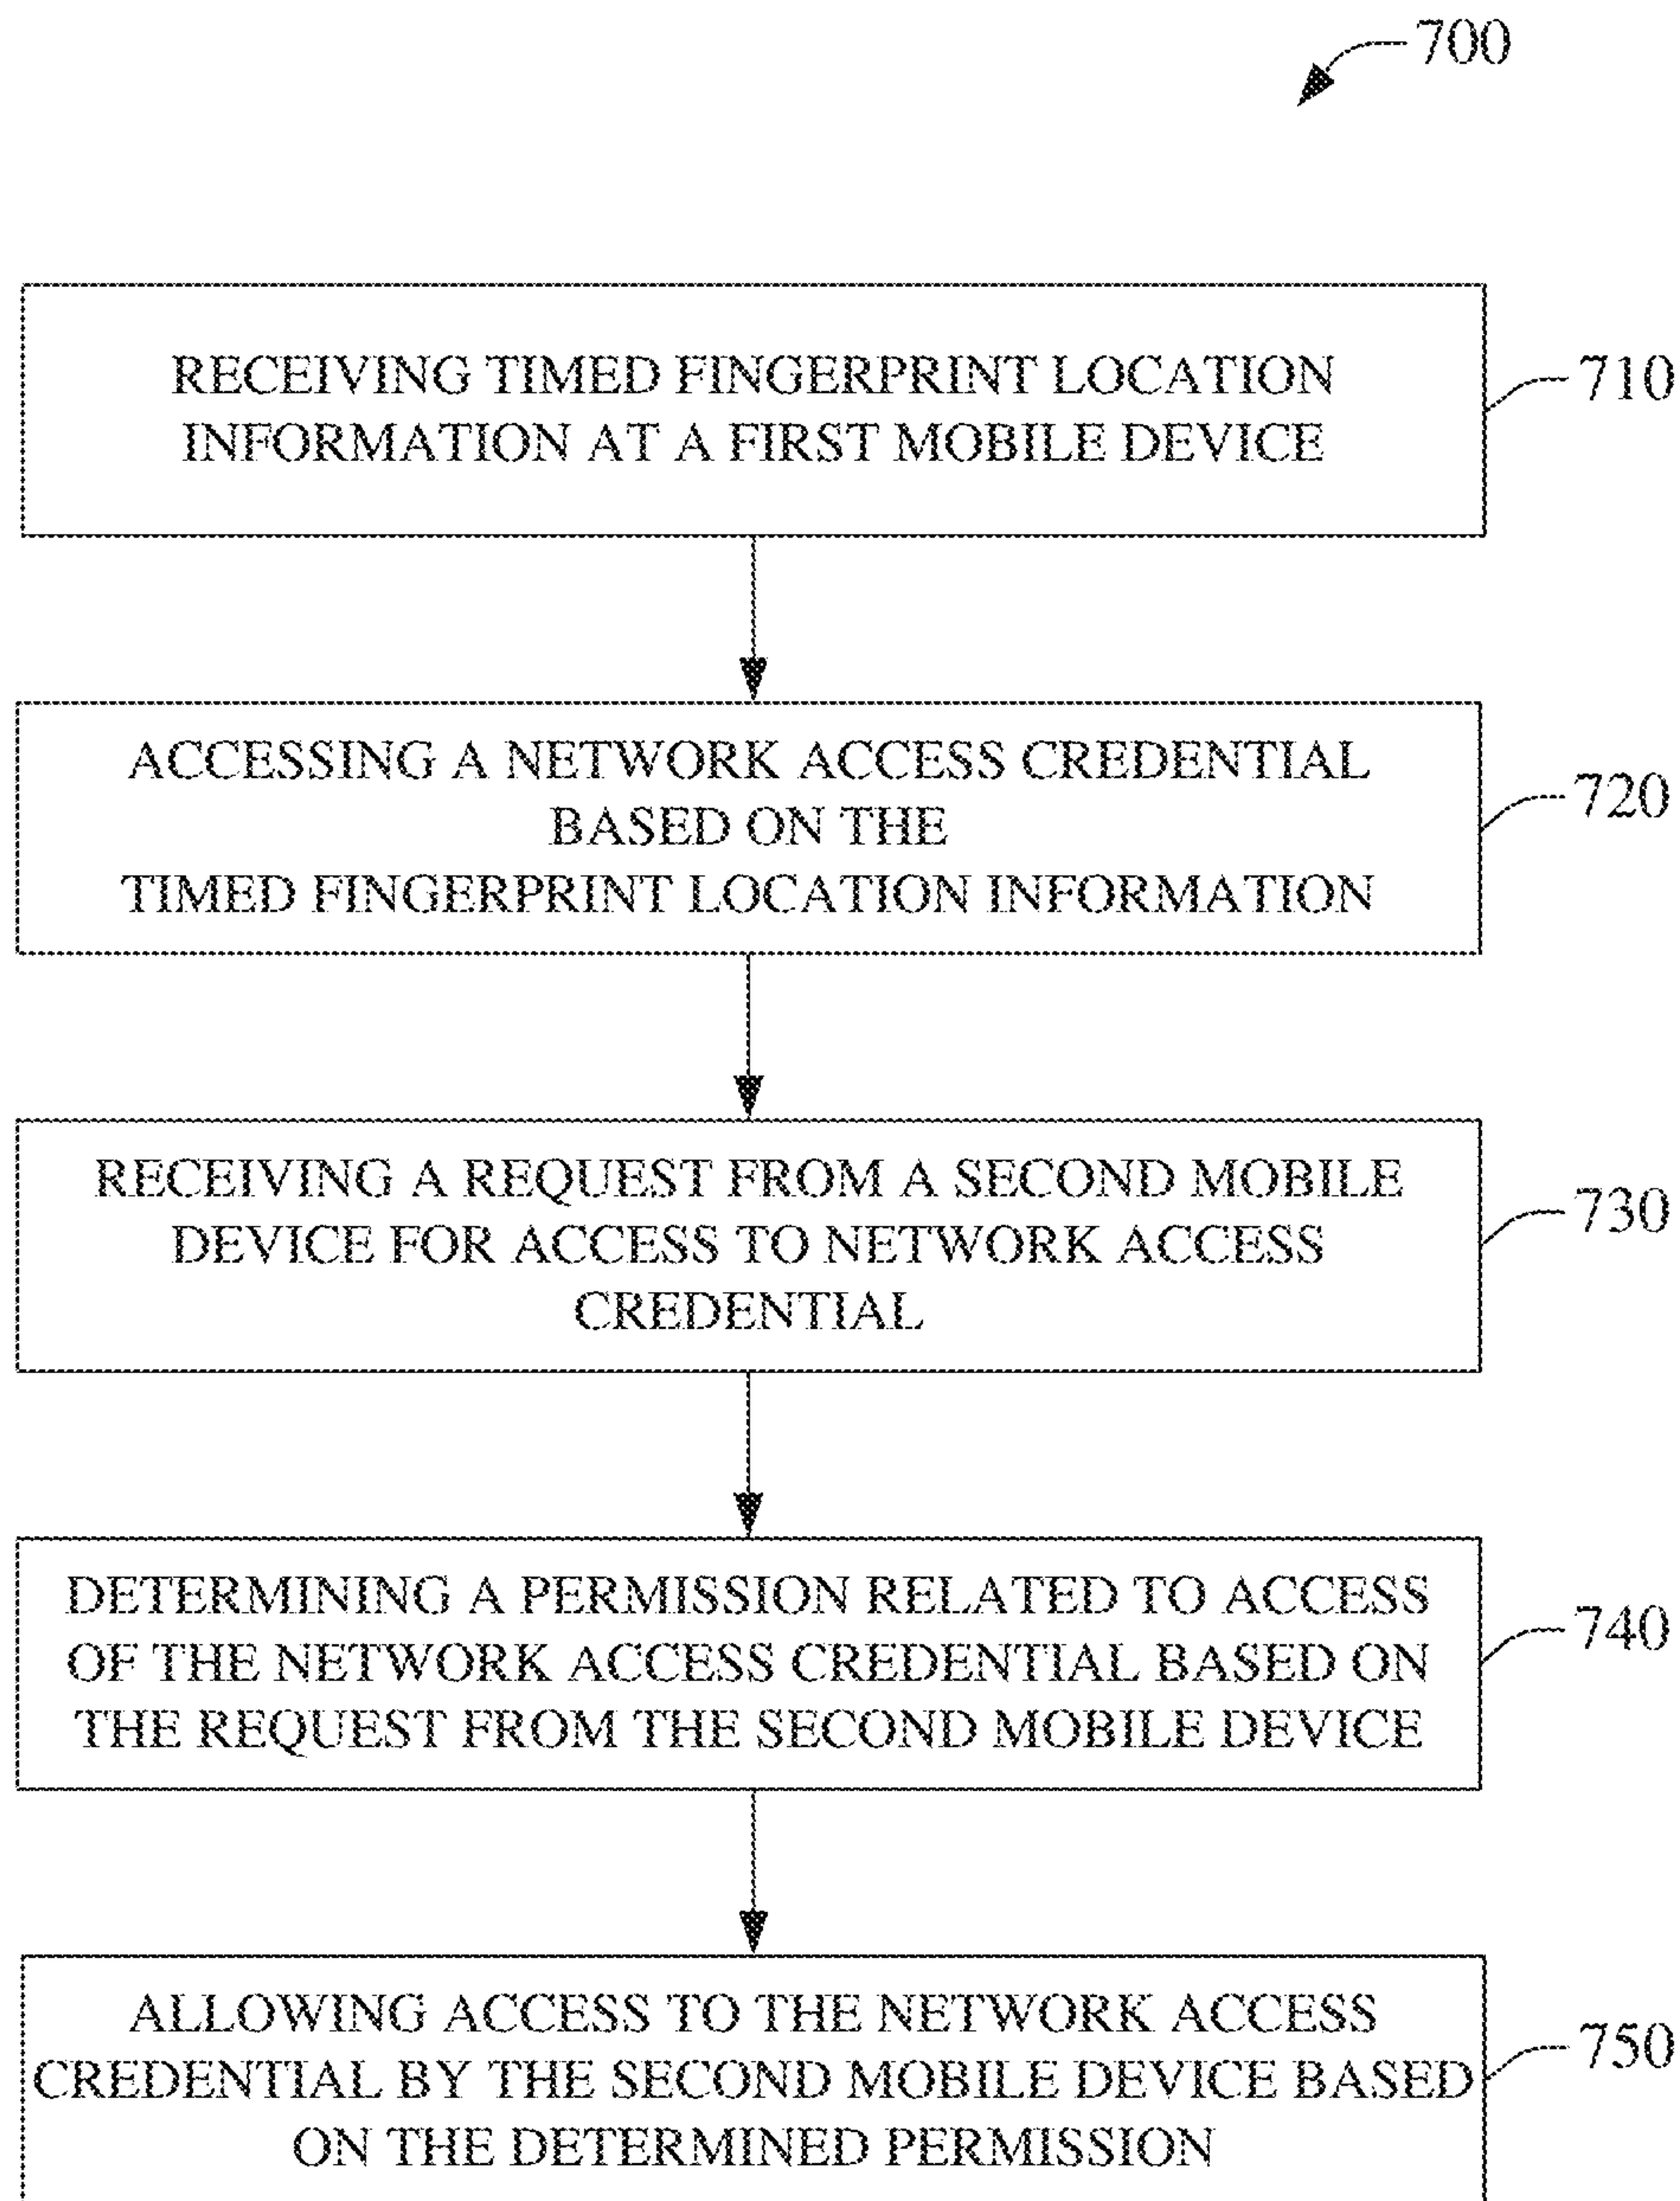 700
RECEIVING TIMED FINGERPRINT LOCATION
INFORMATION AT A FIRST MOBILE DEVICE
710
ACCESSING A NETWORK ACCESS CREDENTIAL
BASED ON THE
TIMED FINGERPRINT LOCATION INFORMATION
720
RECEIVING A REQUEST FROM A SECOND MOBILE
DEVICE FOR ACCESS TO NETWORK ACCESS
CREDENTIAL
730
DETERMINING A PERMISSION RELATED TO ACCESS
OF THE NETWORK ACCESS CREDENTIAL BASED ON
THE REQUEST FROM THE SECOND MOBILE DEVICE
740
ALLOWING ACCESS TO THE NETWORK ACCESS
CREDENTIAL BY THE SECOND MOBILE DEVICE BASED
ON THE DETERMINED PERMISSION
750